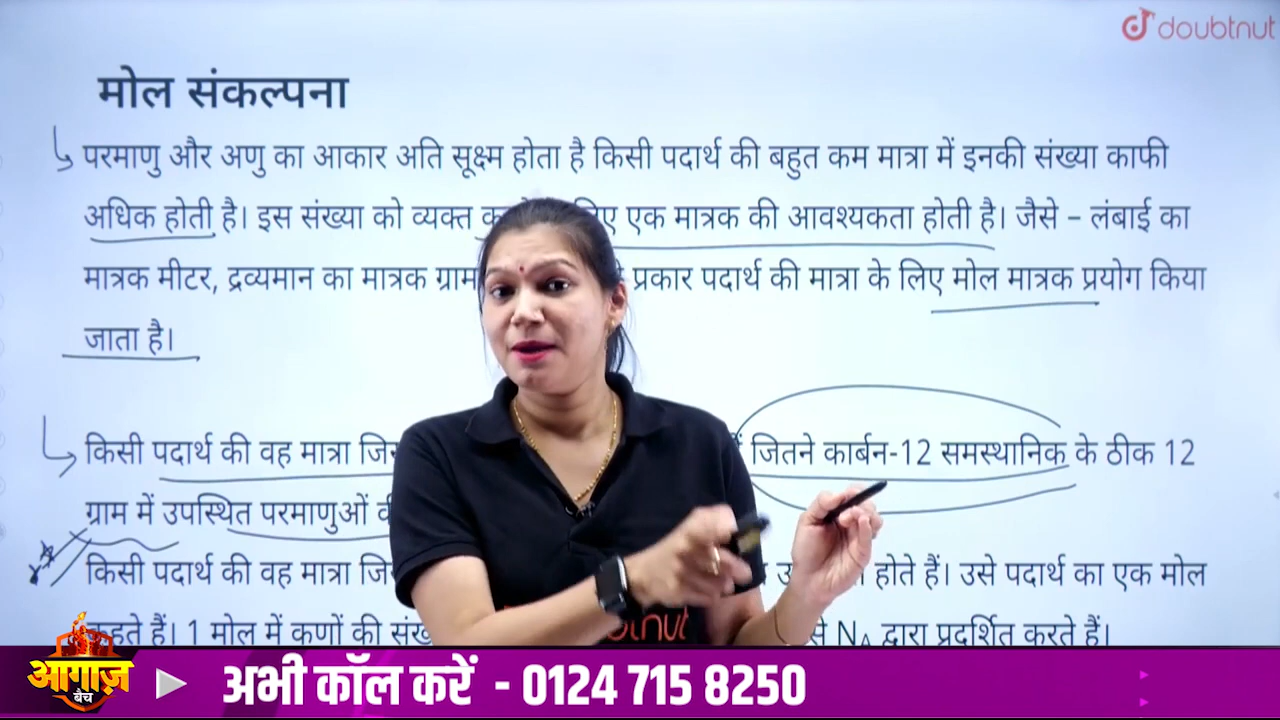 doubtnut
मोल संकल्पना
परमाणु और अणु का आकार अति सूक्ष्म होता है किसी पदार्थ की बहुत कम मात्रा में इनकी संख्या काफी
अधिक होती है। इस संख्या को व्यक्त एक मात्रक की आवश्यकता होती है। जैसे – लंबाई का
मात्रक मीटर, द्रव्यमान का मात्रक ग्राम प्रकार पदार्थ की मात्रा के लिए मोल मात्रक प्रयोग किया
जाता है।
किसी पदार्थ की वह मात्रा जितने कार्बन-12 समस्थानिक के ठीक 12
ग्राम में उपस्थित परमाणुओं
किसी पदार्थ की वह मात्रा होते हैं। उसे पदार्थ का एक मोल
कहते हैं। 1 मोल में कणों की से N_A द्वारा प्रदर्शित करते हैं।
आगाज़
बैच
अभी कॉल करें - 0124 715 8250